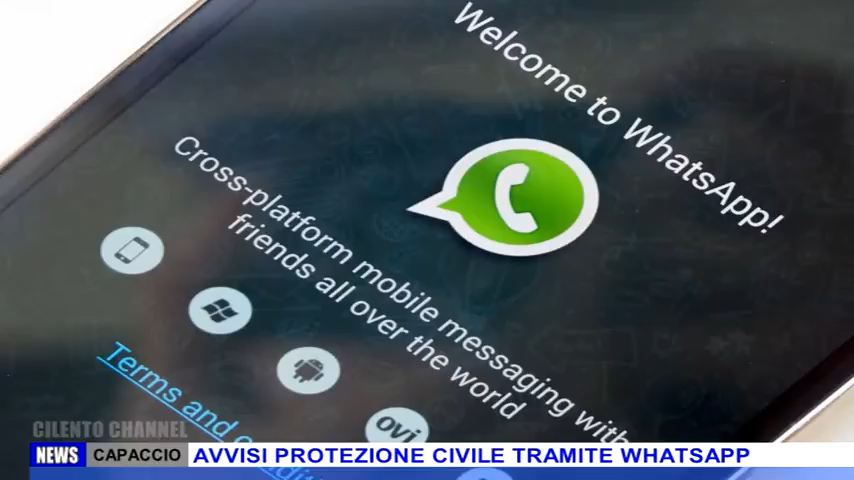 Welcome to WhatsApp!
Cross-platform mobile messaging with
friends all over the world
ovi
Terms and
CILENTO CHANNEL
NEWS CAPACCIO AVVISI PROTEZIONE CIVILE TRAMITE WHATSAPP